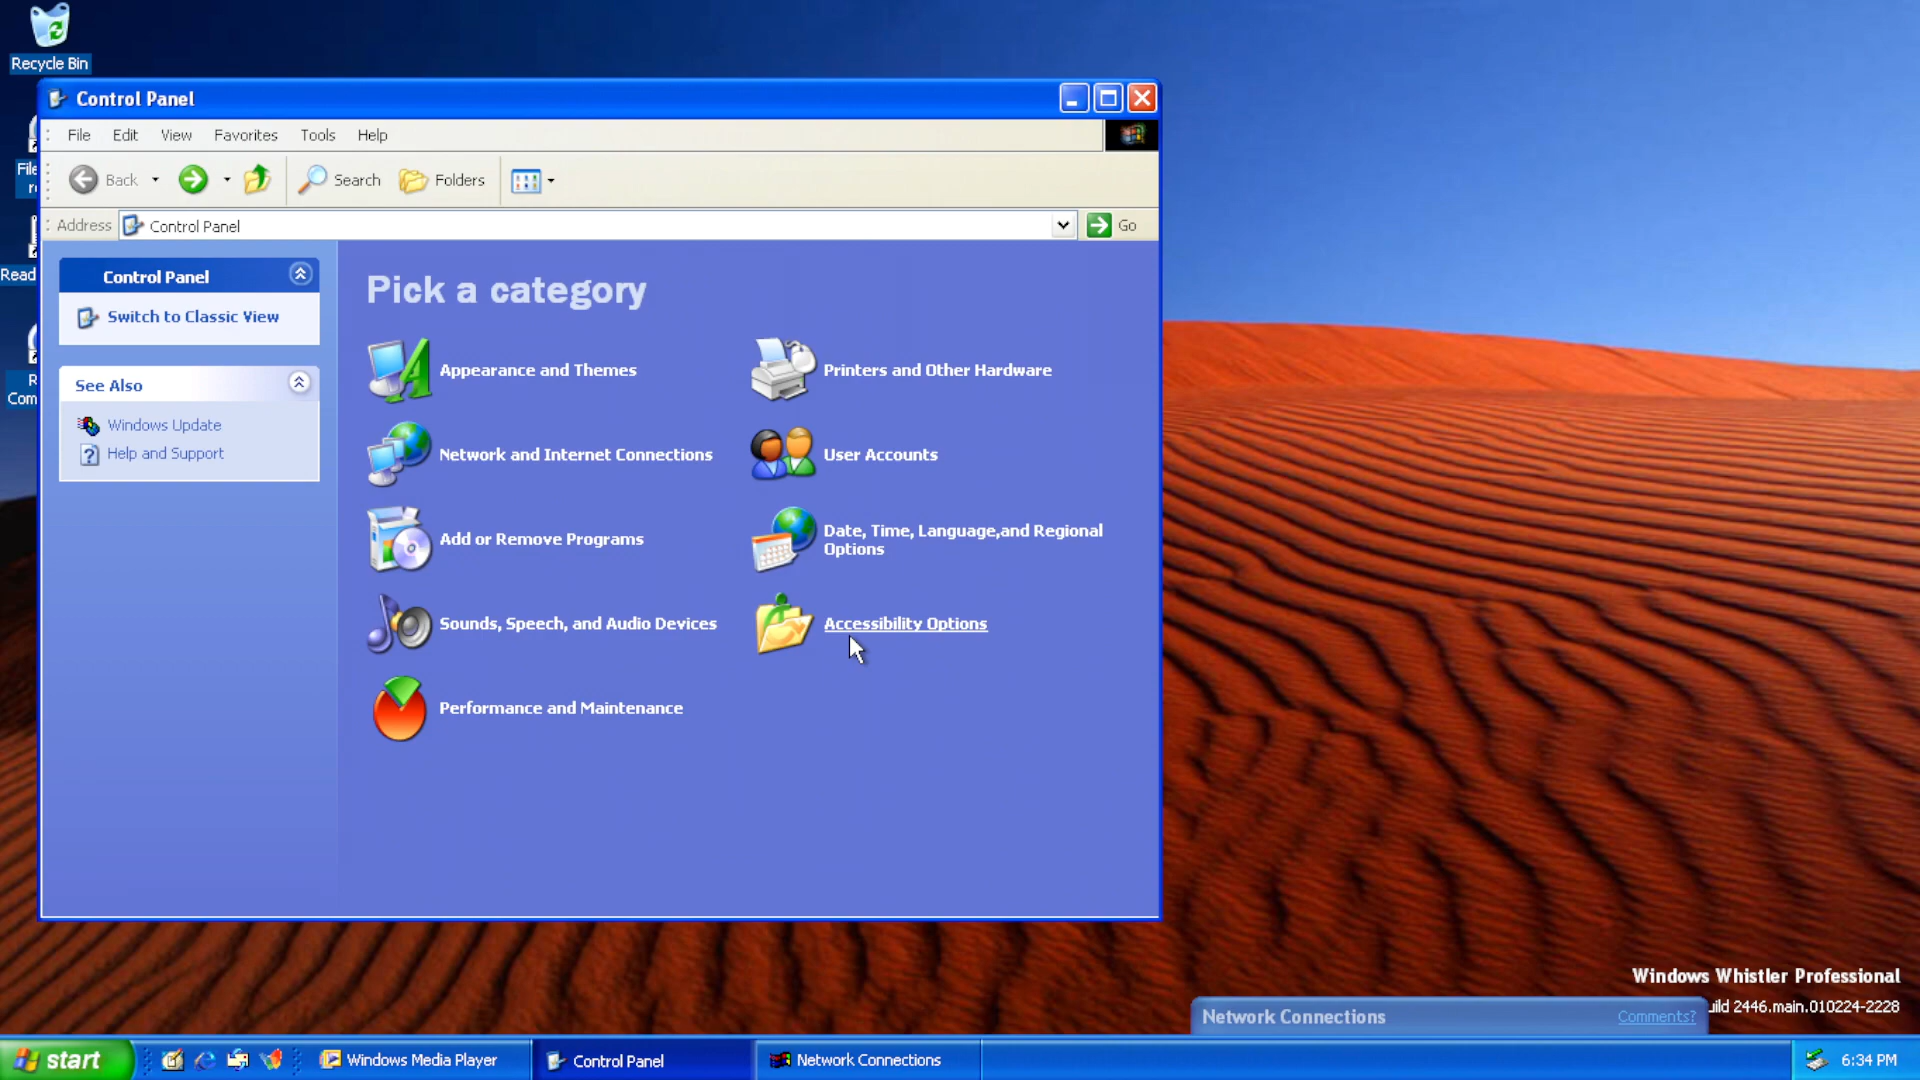 Recycle Bin
Control Panel
File Edit View Favorites Tools Help
Back Search Folders
Address Control Panel Go
Control Panel
Switch to Classic View
See Also
Windows Update
Help and Support
Pick a category
Appearance and Themes
Printers and Other Hardware
Network and Internet Connections
User Accounts
Add or Remove Programs
Date, Time, Language,and Regional
Options
Sounds, Speech, and Audio Devices
Accessibility Options
Performance and Maintenance
File
Read
Com
Windows Whistler Professional
uild 2446.main.010224-2228
Network Connections Comments?
start Windows Media Player Control Panel Network Connections 6:34 PM